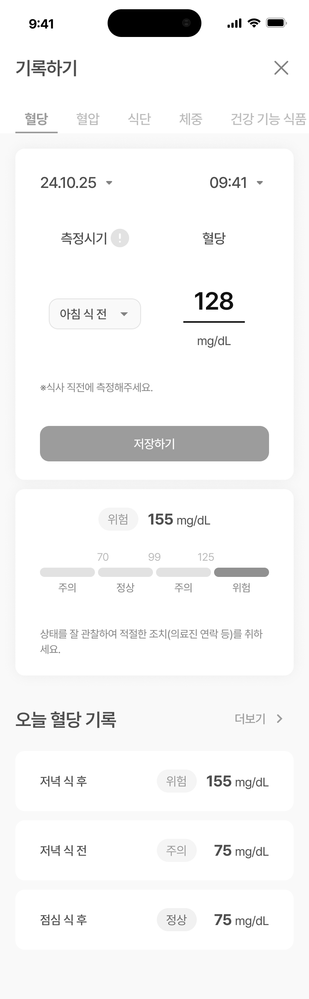 9:41
기록하기
혈당 혈압 식단 체중 건강 기능 식품
24.10.25 09:41
측정시기 ! 혈당
128
아침 식 전
mg/dL
※식사 직전에 측정해주세요.
저장하기
위험 155 mg/dL
70 99 125
주의 정상 주의 위험
상태를 잘 관찰하여 적절한 조치(의료진 연락 등)를 취하
세요.
오늘 혈당 기록 더보기
저녁 식 후 위험 155 mg/dL
저녁 식 전 주의 75 mg/dL
점심 식 후 정상 75 mg/dL